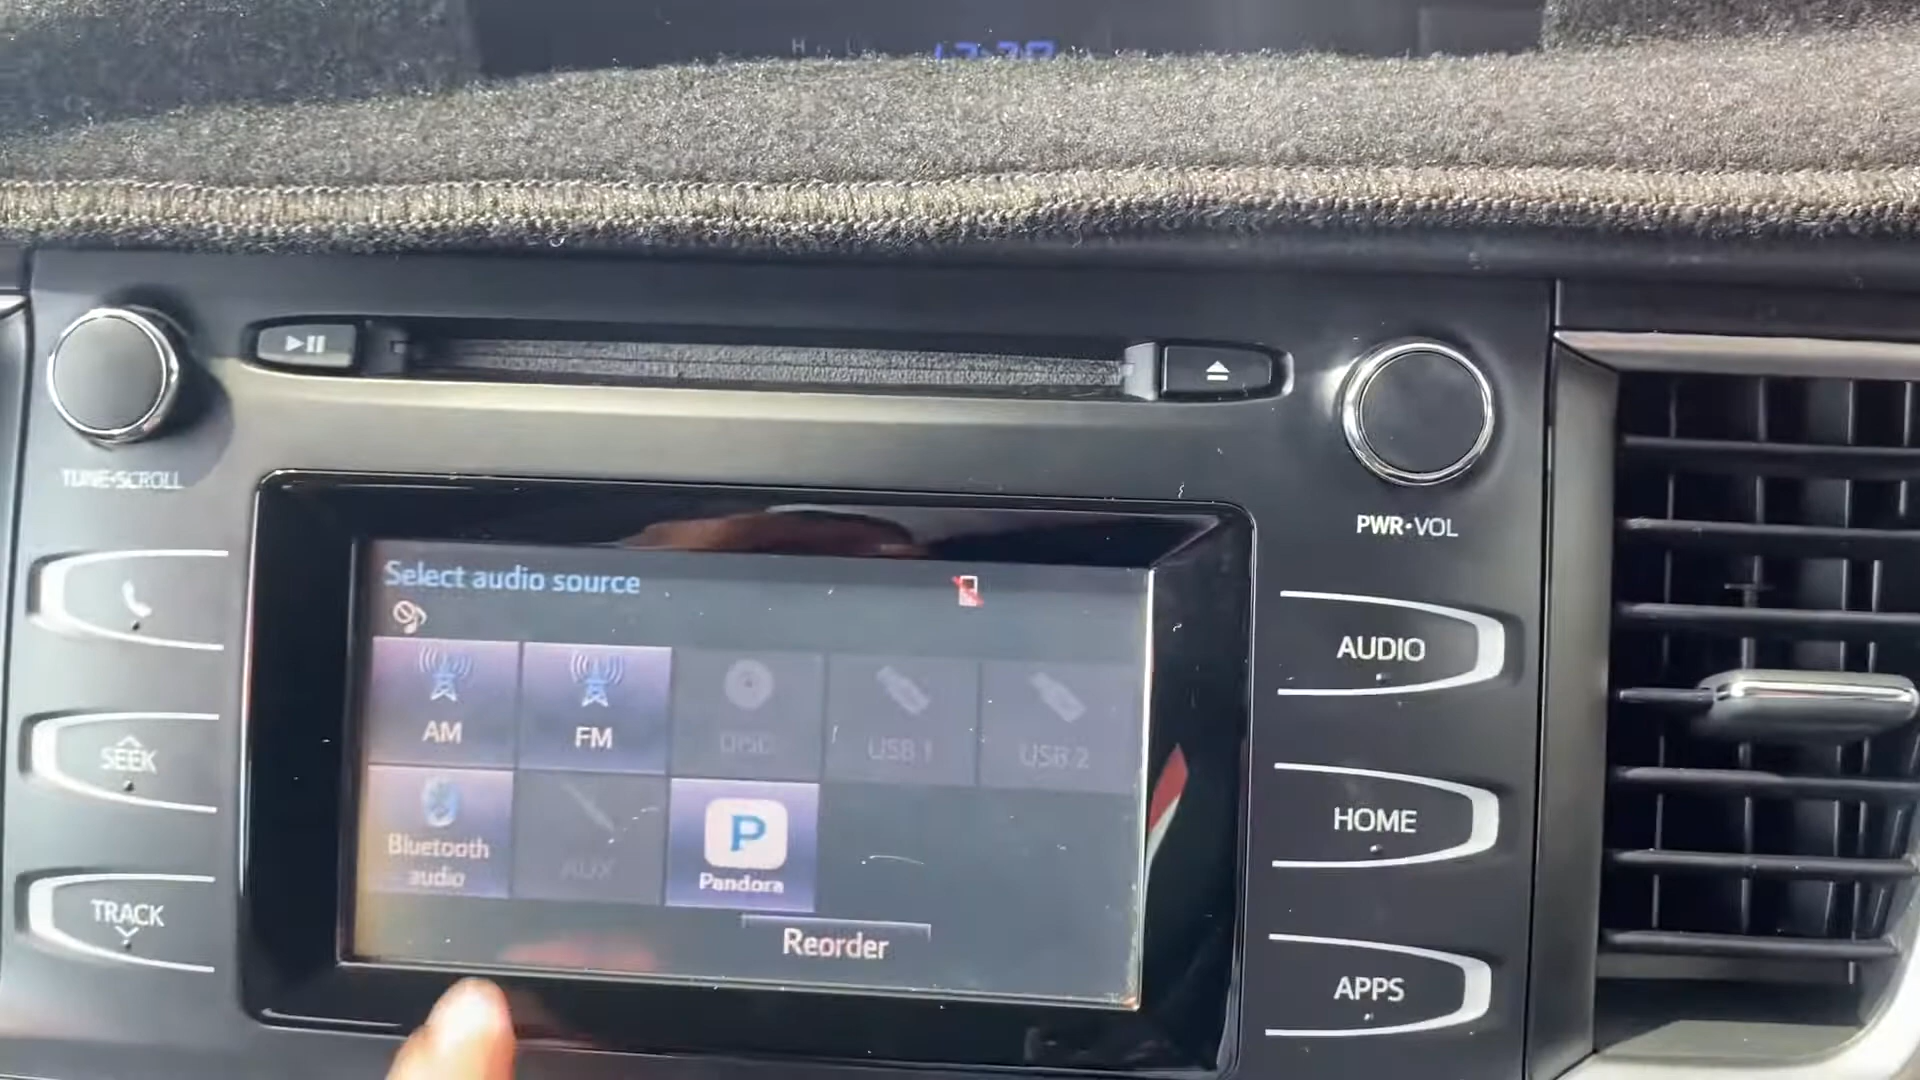 TUNE•SCROLL
PWR•VOL
Select audio source
AM
FM
DISC
USB 1
USB 2
Bluetooth
audio
AUX
P
Pandora
Reorder
SEEK
TRACK
AUDIO
HOME
APPS